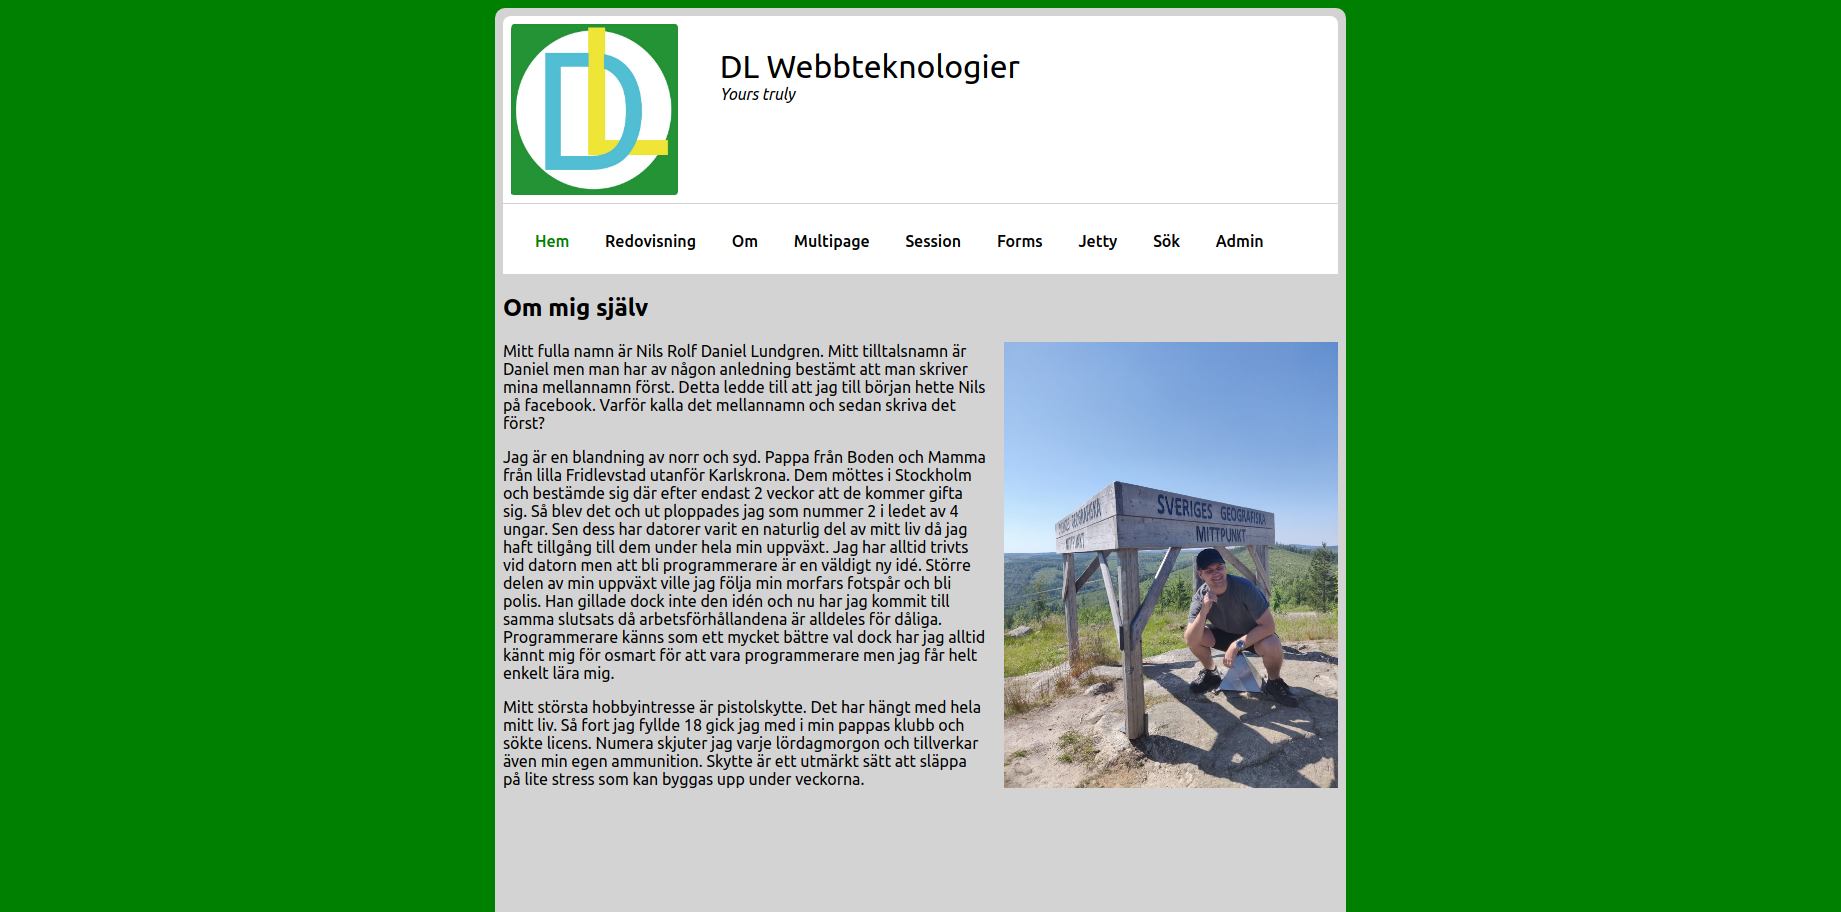 DL
DL Webbteknologier
Yours truly
Hem Redovisning Om Multipage Session Forms Jetty Sök Admin
Om mig själv
Mitt fulla namn är Nils Rolf Daniel Lundgren. Mitt tilltalsnamn är
Daniel men man har av någon anledning bestämt att man skriver
mina mellannamn först. Detta ledde till att jag till början hette Nils
på facebook. Varför kalla det mellannamn och sedan skriva det
först?
Jag är en blandning av norr och syd. Pappa från Boden och Mamma
från lilla Fridlevstad utanför Karlskrona. Dem möttes i Stockholm
och bestämde sig där efter endast 2 veckor att de kommer gifta
sig. Så blev det och ut ploppades jag som nummer 2 i ledet av 4
ungar. Sen dess har datorer varit en naturlig del av mitt liv då jag
haft tillgång till dem under hela min uppväxt. Jag har alltid trivts
vid datorn men att bli programmerare är en väldigt ny idé. Större
delen av min uppväxt ville jag följa min morfars fotspår och bli
polis. Han gillade dock inte den idén och nu har jag kommit till
samma slutsats då arbetsförhållandena är alldeles för dåliga.
Programmerare känns som ett mycket bättre val dock har jag alltid
kännt mig för osmart för att vara programmerare men jag får helt
enkelt lära mig.
Mitt största hobbyintresse är pistolskytte. Det har hängt med hela
mitt liv. Så fort jag fyllde 18 gick jag med i min pappas klubb och
sökte licens. Numera skjuter jag varje lördagmorgon och tillverkar
även min egen ammunition. Skytte är ett utmärkt sätt att släppa
på lite stress som kan byggas upp under veckorna.
SVERIGES GEOGRAFISKA
MITTPUNKT
SVERIGES GEOGRAFISKA
MITTPUNKT